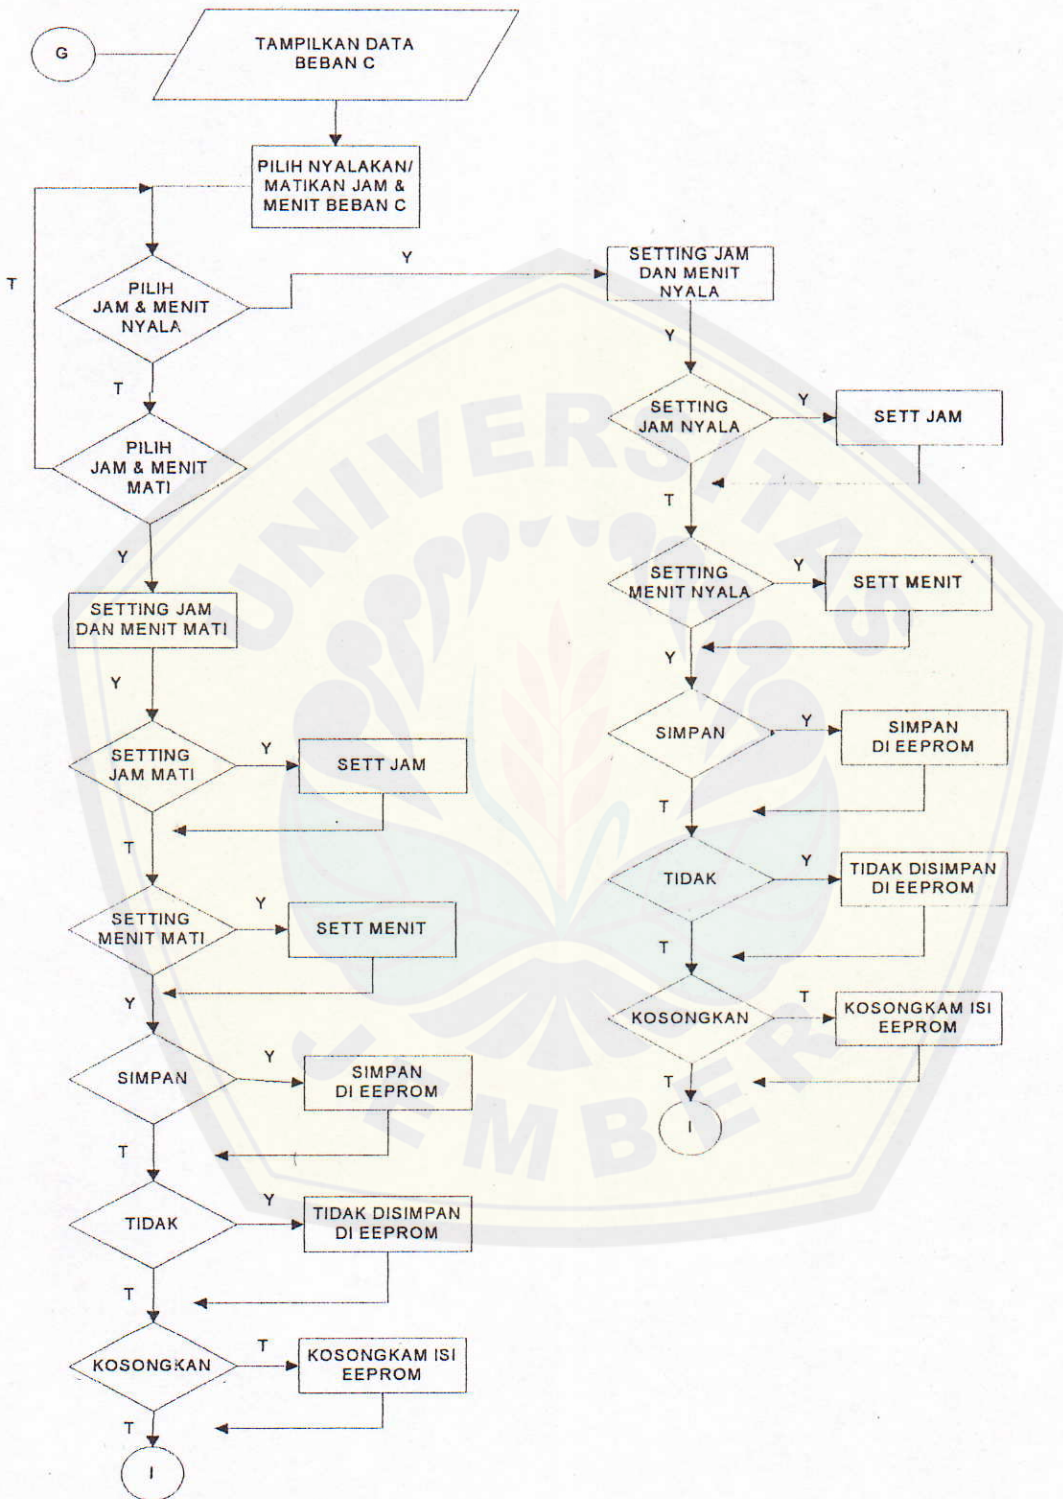 G
TAMPILKAN DATA
BEBAN C
PILIH NYALAKAN/
MATIKAN JAM &
MENIT BEBAN C
T
PILIH
JAM & MENIT
NYALA
Y
T
PILIH
JAM & MENIT
MATI
Y
SETTING JAM
DAN MENIT MATI
Y
SETTING
JAM MATI
Y
SETT JAM
T
SETTING
MENIT MATI
Y
SETT MENIT
Y
SIMPAN
Y
SIMPAN
DI EEPROM
T
TIDAK
Y
TIDAK DISIMPAN
DI EEPROM
T
KOSONGKAN
T
KOSONGKAM ISI
EEPROM
T
I
SETTING JAM
DAN MENIT
NYALA
Y
SETTING
JAM NYALA
Y
SETT JAM
T
SETTING
MENIT NYALA
Y
SETT MENIT
Y
SIMPAN
Y
SIMPAN
DI EEPROM
T
TIDAK
Y
TIDAK DISIMPAN
DI EEPROM
T
KOSONGKAN
T
KOSONGKAM ISI
EEPROM
T
I
UNIVERSITAS
JEMBER